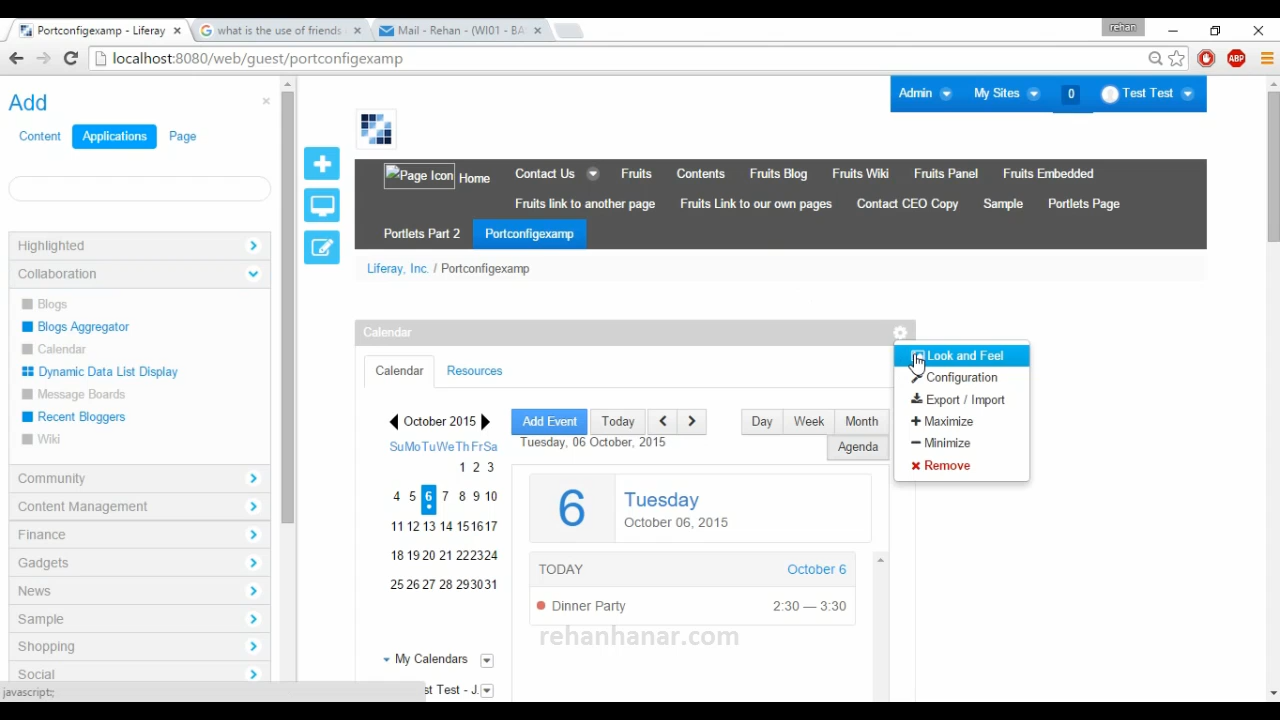 Portconfigexamp - Liferay
what is the use of friends
Mail - Rehan - (WI01 - BA
rehan
localhost:8080/web/guest/portconfigexamp
ABP
Add
Content Applications Page
Highlighted
Collaboration
Blogs
Blogs Aggregator
Calendar
Dynamic Data List Display
Message Boards
Recent Bloggers
Wiki
Community
Content Management
Finance
Gadgets
News
Sample
Shopping
Social
javascript:;
Admin My Sites 0 Test Test
Page Icon Home Contact Us Fruits Contents Fruits Blog Fruits Wiki Fruits Panel Fruits Embedded
Fruits link to another page Fruits Link to our own pages Contact CEO Copy Sample Portlets Page
Portlets Part 2 Portconfigexamp
Liferay, Inc. / Portconfigexamp
Calendar
Look and Feel
Configuration
Export / Import
Maximize
Minimize
Remove
Calendar Resources
October 2015
SuMoTuWeThFrSa
1 2 3
4 5 6 7 8 9 10
11 12 13 14 15 16 17
18 19 20 21 22 23 24
25 26 27 28 29 30 31
Add Event Today Day Week Month
Agenda
Tuesday, 06 October, 2015
6 Tuesday
October 06, 2015
TODAY October 6
Dinner Party 2:30 — 3:30
rehanhanar.com
My Calendars
st Test - J.